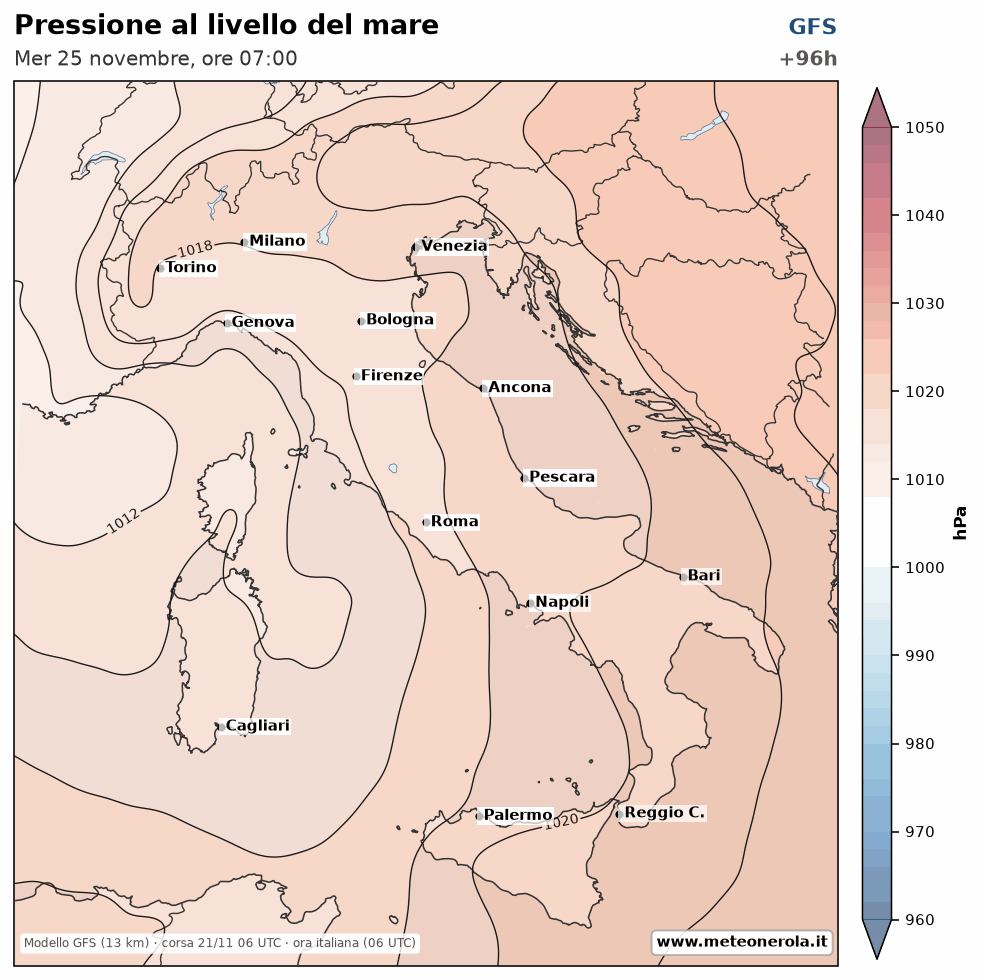 Pressione al livello del mare
GFS
Mer 25 novembre, ore 07:00
+96h
1050
1040
1030
1020
1010
1000
990
980
970
960
hPa
1018
Milano
Venezia
Torino
Genova
Bologna
Firenze
Ancona
Pescara
1012
Roma
Bari
Napoli
Cagliari
Palermo
1020
Reggio C.
Modello GFS (13 km) · corsa 21/11 06 UTC · ora italiana (06 UTC)
www.meteonerola.it